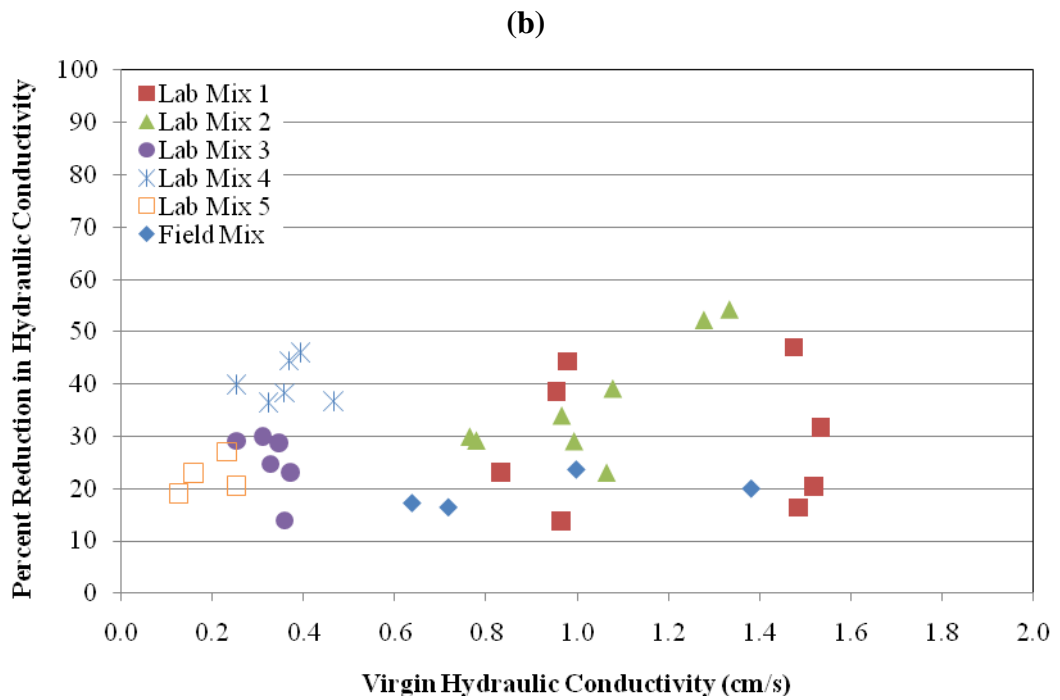 (b)
Percent Reduction in Hydraulic Conductivity
100
90
80
70
60
50
40
30
20
10
0
Lab Mix 1
Lab Mix 2
Lab Mix 3
Lab Mix 4
Lab Mix 5
Field Mix
0.0 0.2 0.4 0.6 0.8 1.0 1.2 1.4 1.6 1.8 2.0
Virgin Hydraulic Conductivity (cm/s)